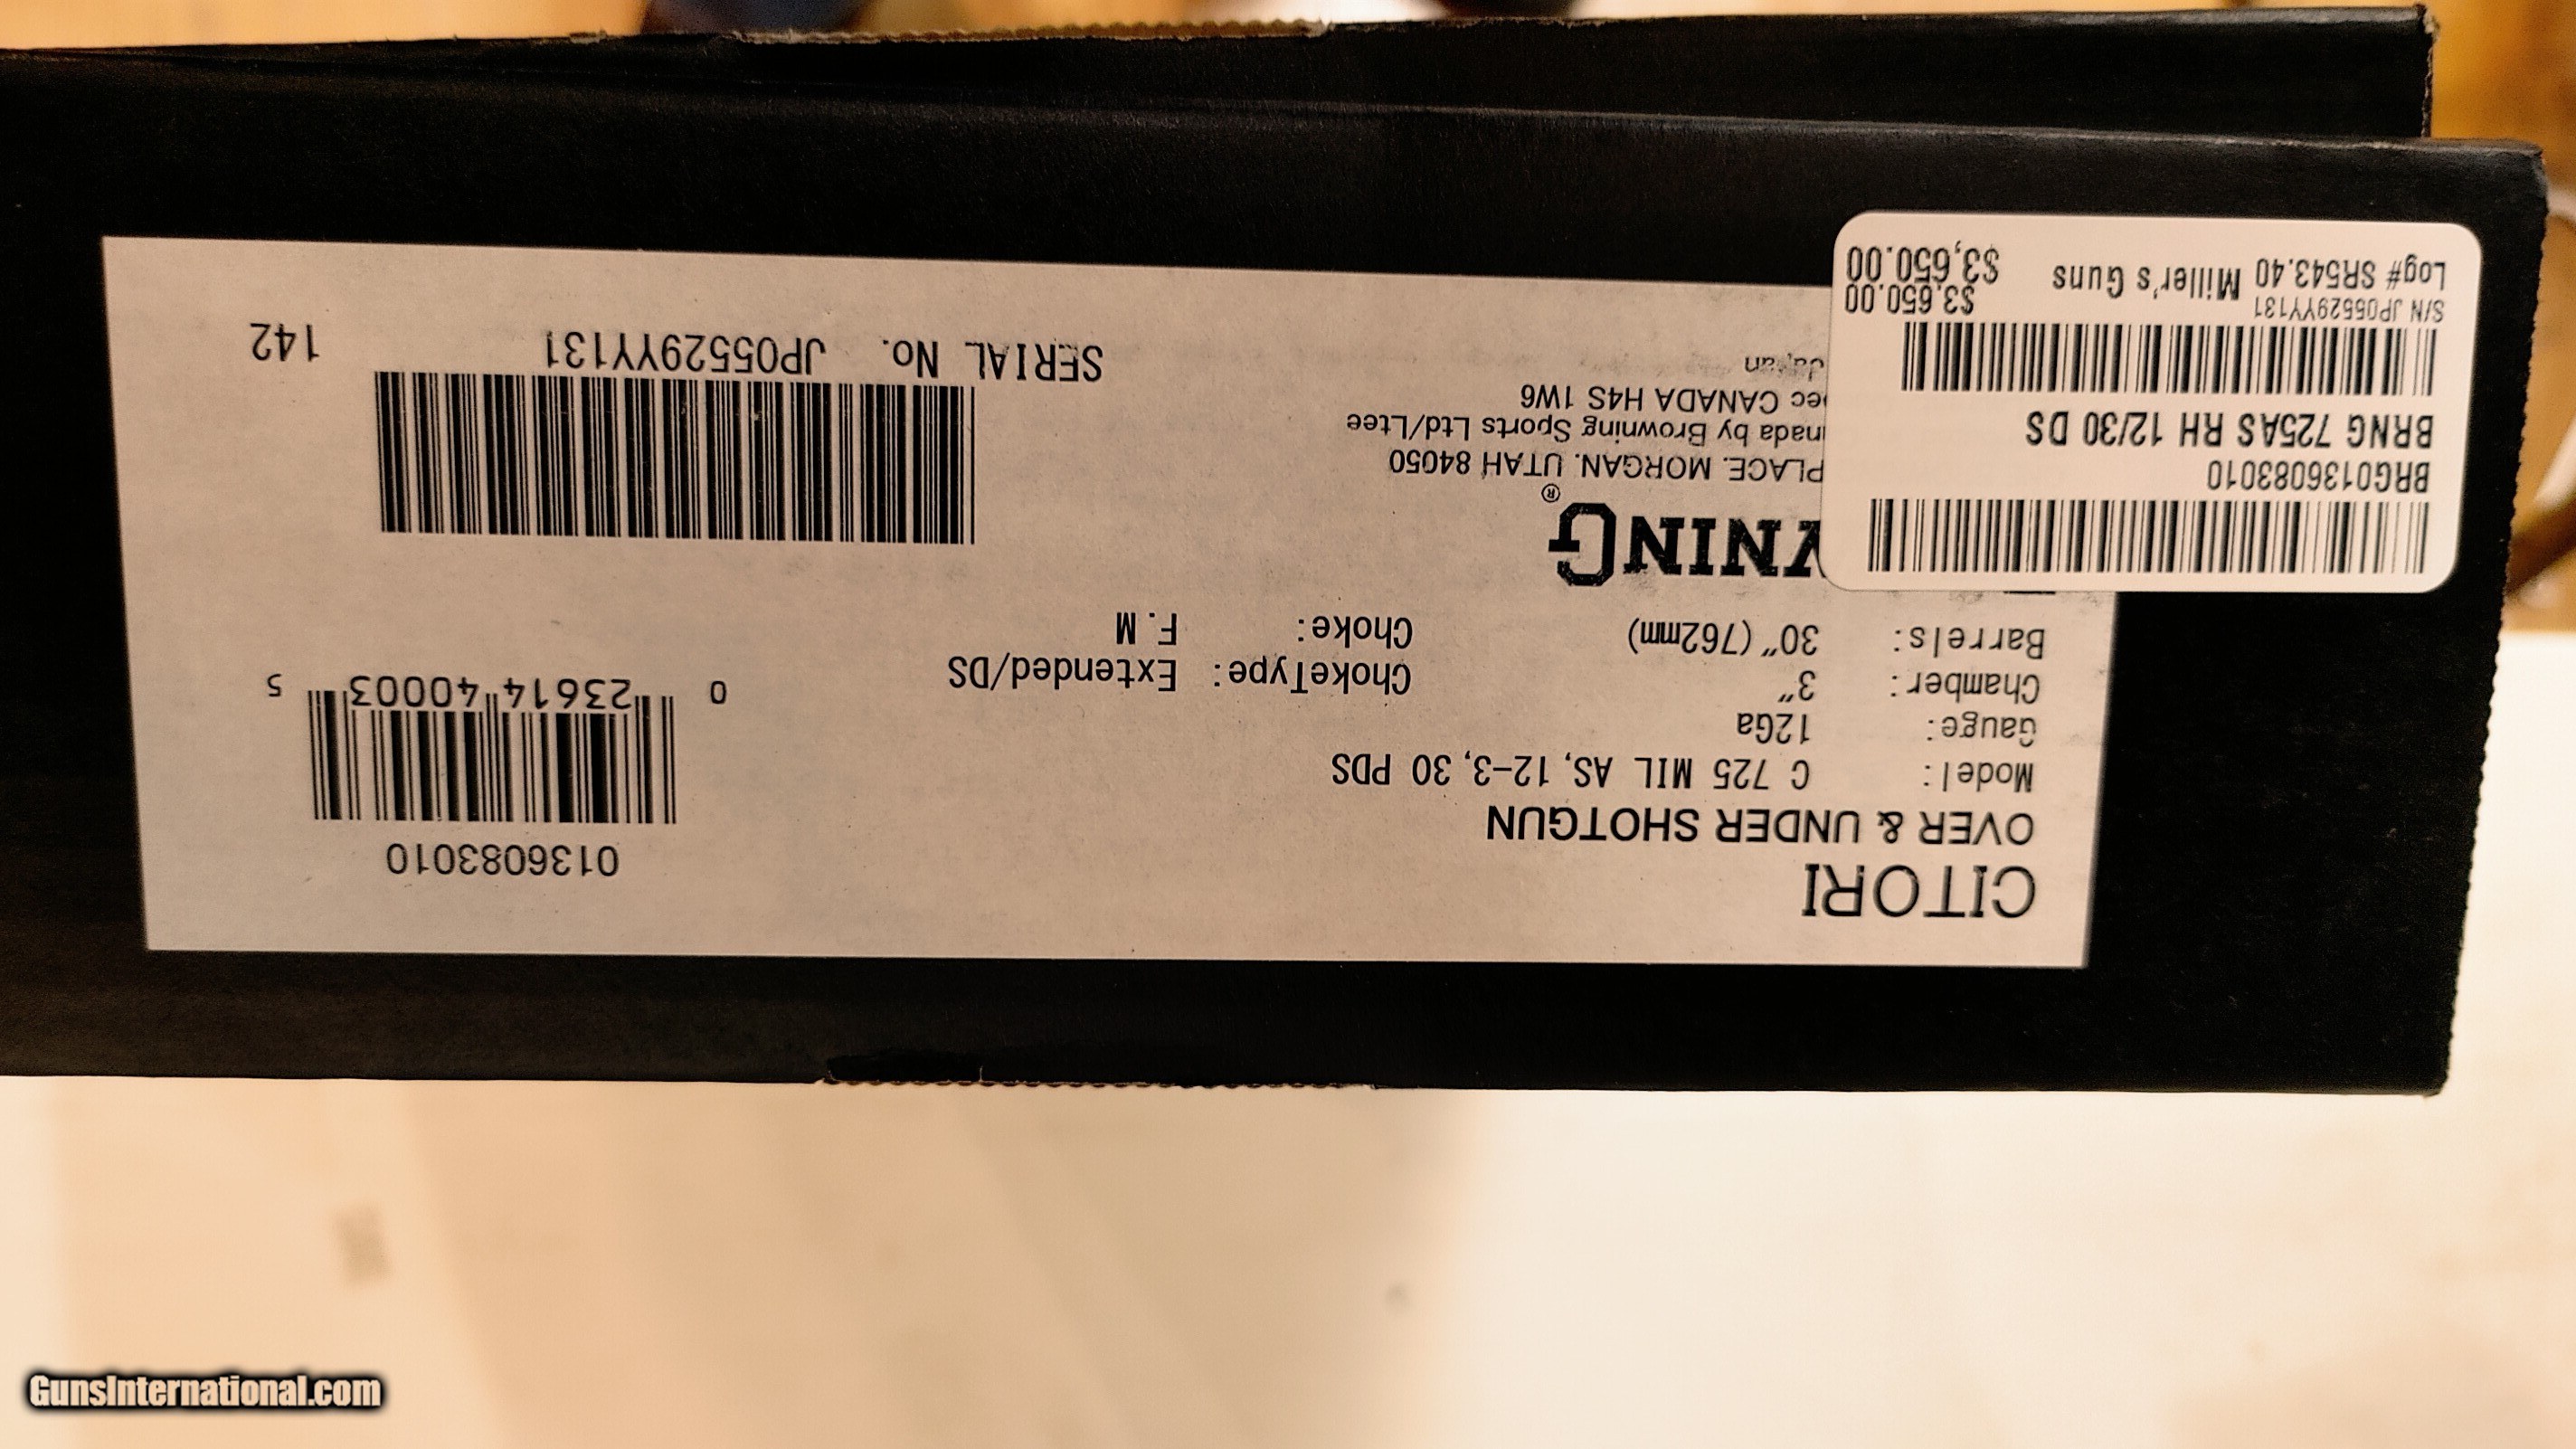 CITORI
OVER & UNDER SHOTGUN
Model: C 725 MIL AS, 12-3, 30 PDS
Gauge: 12Ga
Chamber: 3"
ChokeType: Extended/DS
Barrels: 30" (762mm)
Choke: F. M
0136083010
0 23614 40003 5
WNING®
PLACE. MORGAN. UTAH 84050
nada by Browning Sports Ltd/Ltee
ec CANADA H4S 1W6
SERIAL No. JP05529YY131
142
BRG0136083010
BRNG 725AS RH 12/30 DS
S/N JP05529YY131
$3,650.00
Log# SR543.40 Miller's Guns
$3,650.00
GunsInternational.com